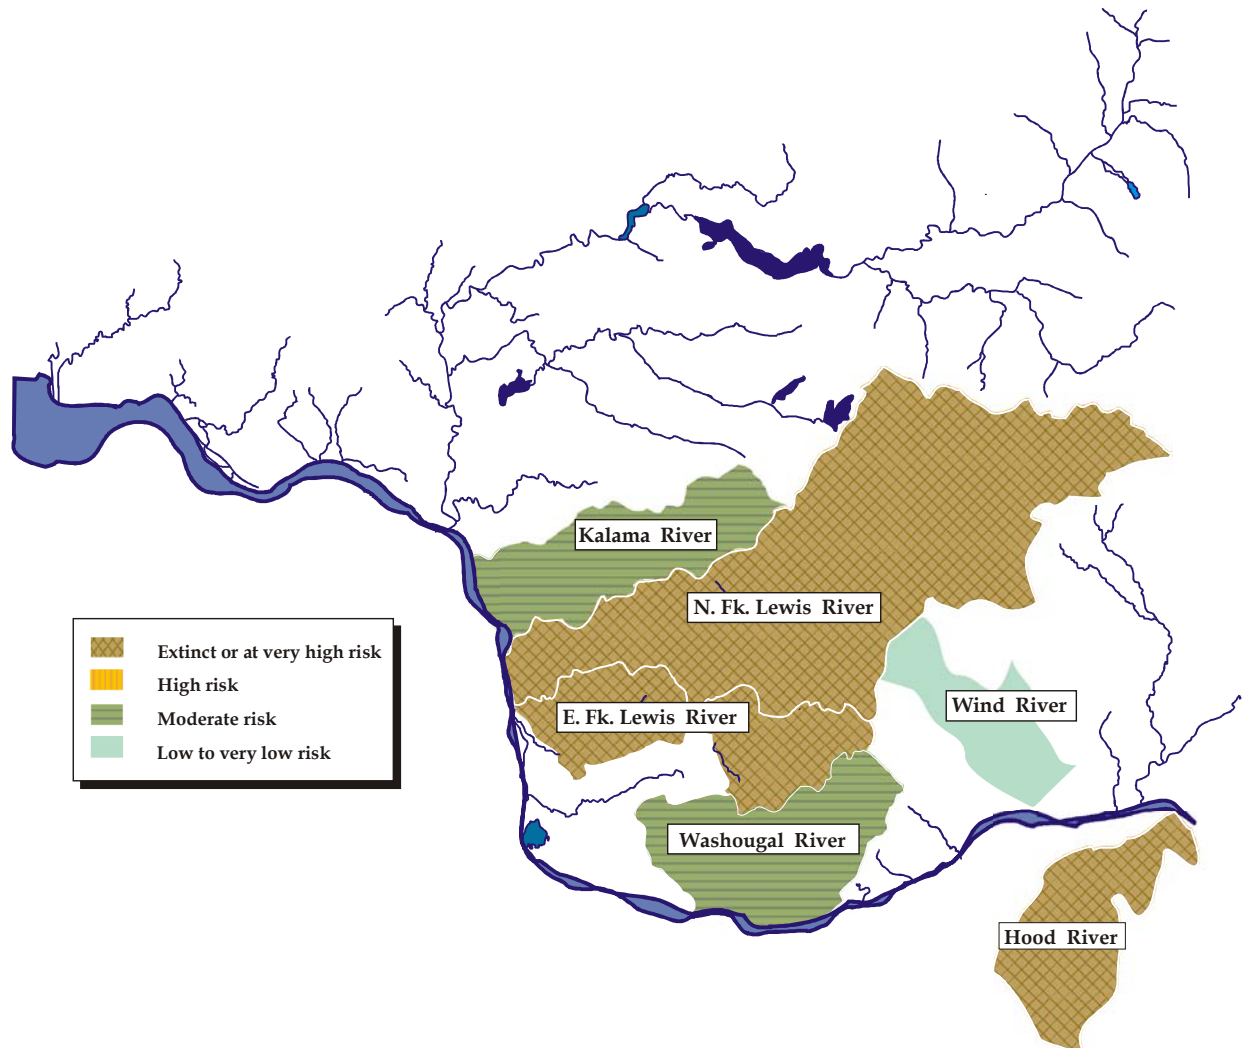 Kalama River
N. Fk. Lewis River
Extinct or at very high risk
High risk
Moderate risk
Low to very low risk
E. Fk. Lewis River
Wind River
Washougal River
Hood River